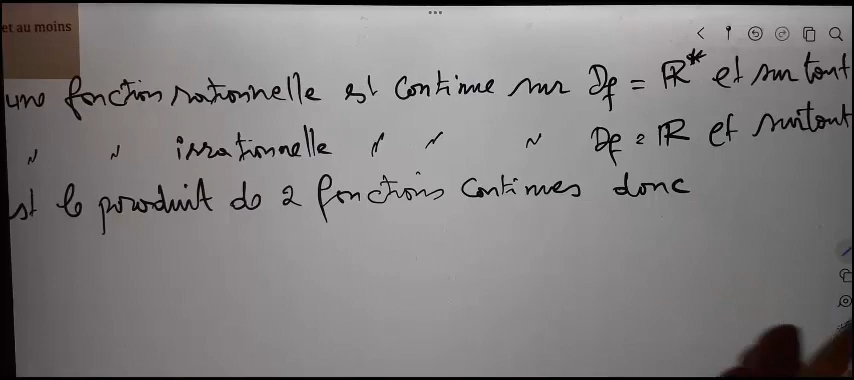 et au moins
une fonction rationnelle est continue sur Df = ℝ* et surtout
〃 〃 irrationnelle 〃 〃 〃 Df = ℝ et surtout
est le produit de 2 fonctions continues donc